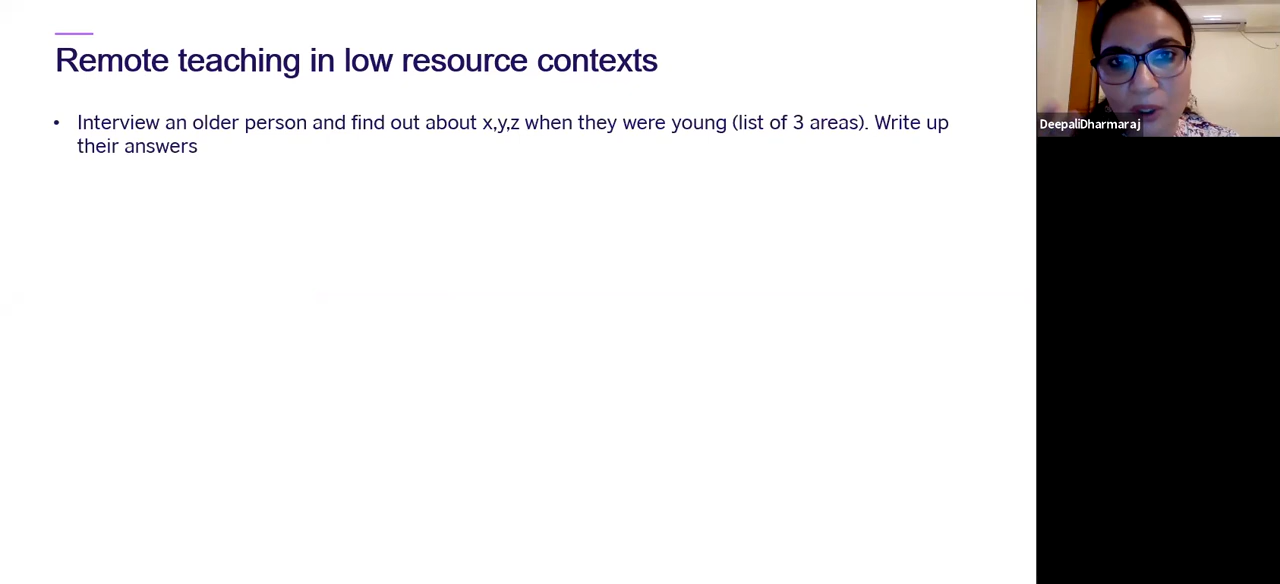 Remote teaching in low resource contexts
• Interview an older person and find out about x,y,z when they were young (list of 3 areas). Write up
their answers
DeepaliDharmaraj